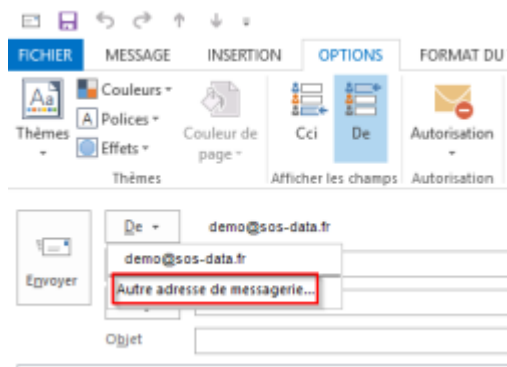 FICHIER MESSAGE INSERTION OPTIONS FORMAT DU
Aa Couleurs
A Polices
Effets
Thèmes
Couleur de page
Cci
De
Autorisation
Thèmes Afficher les champs Autorisation
De demo@sos-data.fr
demo@sos-data.fr
Autre adresse de messagerie...
Envoyer
Objet